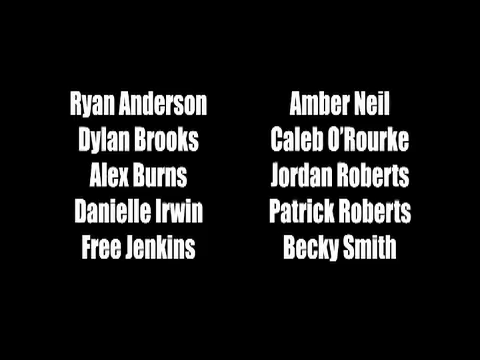 Ryan Anderson
Dylan Brooks
Alex Burns
Danielle Irwin
Free Jenkins
Amber Neil
Caleb O'Rourke
Jordan Roberts
Patrick Roberts
Becky Smith